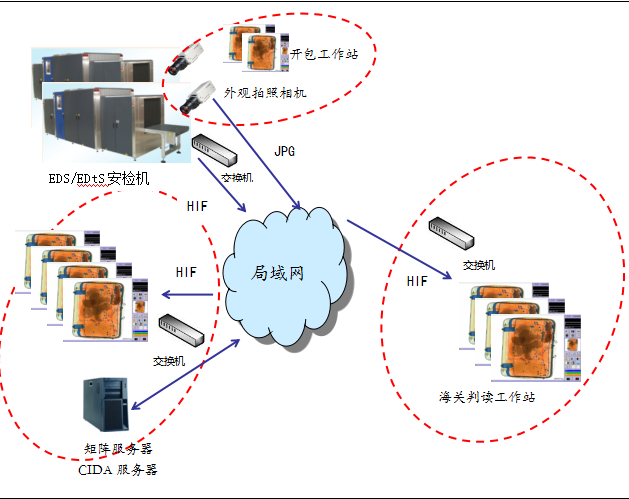 开包工作站
外观拍照相机
JPG
交换机
EDS/EDtS安检机
HIF
局域网
HIF
交换机
HIF
交换机
海关判读工作站
矩阵服务器
CIDA 服务器